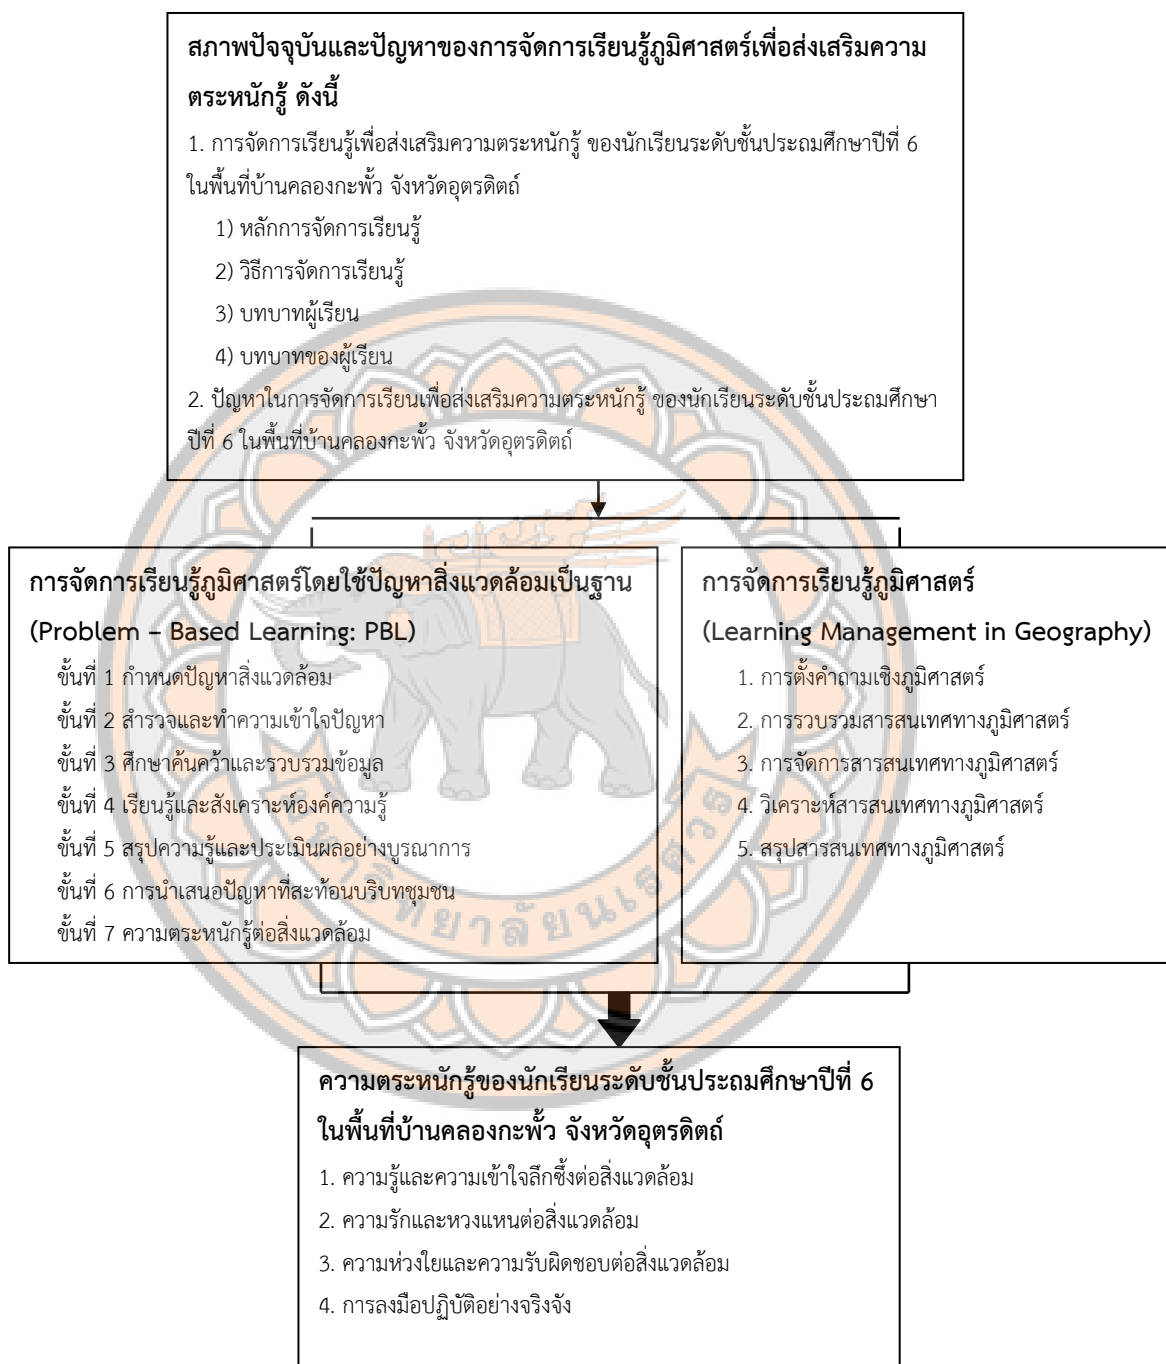 สภาพปัจจุบันและปัญหาของการจัดการเรียนรู้ภูมิศาสตร์เพื่อส่งเสริมความ
ตระหนักรู้ ดังนี้
1. การจัดการเรียนรู้เพื่อส่งเสริมความตระหนักรู้ ของนักเรียนระดับชั้นประถมศึกษาปีที่ 6
ในพื้นที่บ้านคลองกะพั้ว จังหวัดอุตรดิตถ์
1) หลักการจัดการเรียนรู้
2) วิธีการจัดการเรียนรู้
3) บทบาทผู้เรียน
4) บทบาทของผู้เรียน
2. ปัญหาในการจัดการเรียนเพื่อส่งเสริมความตระหนักรู้ ของนักเรียนระดับชั้นประถมศึกษา
ปีที่ 6 ในพื้นที่บ้านคลองกะพั้ว จังหวัดอุตรดิตถ์
การจัดการเรียนรู้ภูมิศาสตร์โดยใช้ปัญหาสิ่งแวดล้อมเป็นฐาน
(Problem – Based Learning: PBL)
ขั้นที่ 1 กำหนดปัญหาสิ่งแวดล้อม
ขั้นที่ 2 สำรวจและทำความเข้าใจปัญหา
ขั้นที่ 3 ศึกษาค้นคว้าและรวบรวมข้อมูล
ขั้นที่ 4 เรียนรู้และสังเคราะห์องค์ความรู้
ขั้นที่ 5 สรุปความรู้และประเมินผลอย่างบูรณาการ
ขั้นที่ 6 การนำเสนอปัญหาที่สะท้อนบริบทชุมชน
ขั้นที่ 7 ความตระหนักรู้ต่อสิ่งแวดล้อม
การจัดการเรียนรู้ภูมิศาสตร์
(Learning Management in Geography)
1. การตั้งคำถามเชิงภูมิศาสตร์
2. การรวบรวมสารสนเทศทางภูมิศาสตร์
3. การจัดการสารสนเทศทางภูมิศาสตร์
4. วิเคราะห์สารสนเทศทางภูมิศาสตร์
5. สรุปสารสนเทศทางภูมิศาสตร์
มหาวิทยาลัยนเรศวร
ความตระหนักรู้ของนักเรียนระดับชั้นประถมศึกษาปีที่ 6
ในพื้นที่บ้านคลองกะพั้ว จังหวัดอุตรดิตถ์
1. ความรู้และความเข้าใจลึกซึ้งต่อสิ่งแวดล้อม
2. ความรักและหวงแหนต่อสิ่งแวดล้อม
3. ความห่วงใยและความรับผิดชอบต่อสิ่งแวดล้อม
4. การลงมือปฏิบัติอย่างจริงจัง